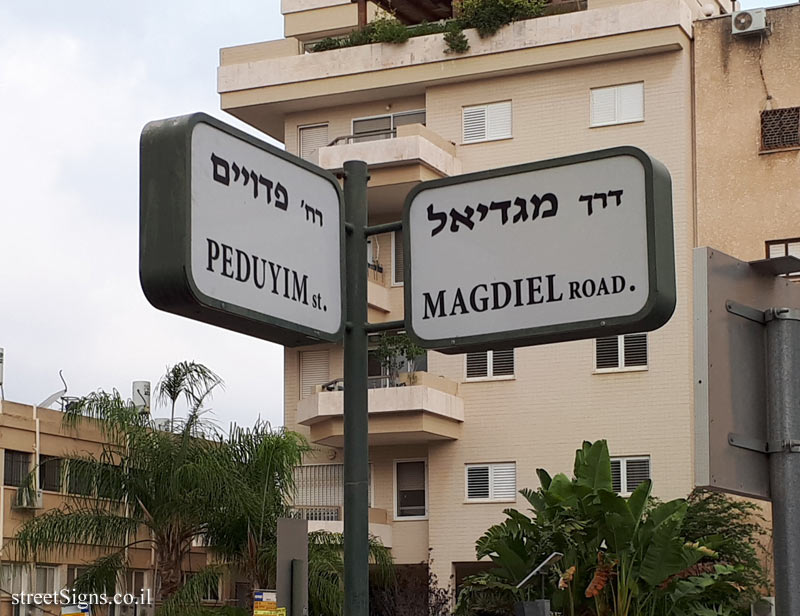 רח' פדויים
PEDUYIM st.
דרך מגדיאל
MAGDIEL ROAD.
streetSigns.co.il